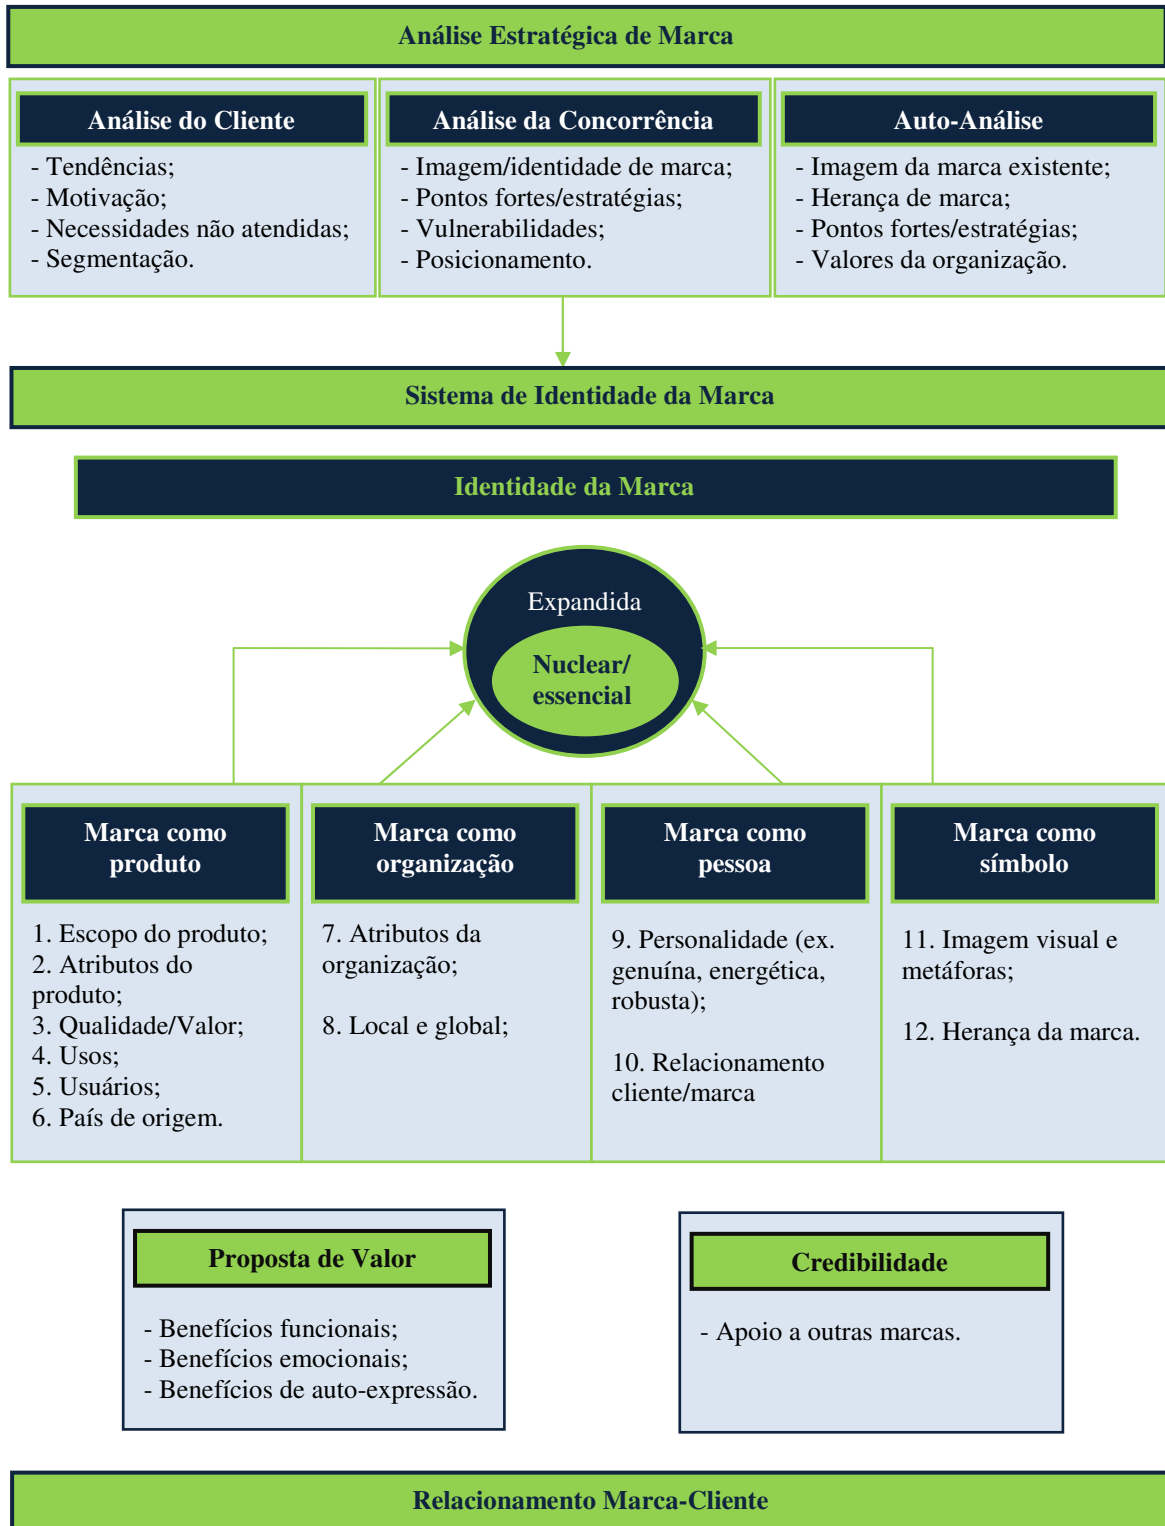 Análise Estratégica de Marca
Análise do Cliente
- Tendências;
- Motivação;
- Necessidades não atendidas;
- Segmentação.
Análise da Concorrência
- Imagem/identidade de marca;
- Pontos fortes/estratégias;
- Vulnerabilidades;
- Posicionamento.
Auto-Análise
- Imagem da marca existente;
- Herança de marca;
- Pontos fortes/estratégias;
- Valores da organização.
Sistema de Identidade da Marca
Identidade da Marca
Expandida
Nuclear/
essencial
Marca como
produto
1. Escopo do produto;
2. Atributos do
produto;
3. Qualidade/Valor;
4. Usos;
5. Usuários;
6. País de origem.
Marca como
organização
7. Atributos da
organização;
8. Local e global;
Marca como
pessoa
9. Personalidade (ex.
genuína, energética,
robusta);
10. Relacionamento
cliente/marca
Marca como
símbolo
11. Imagem visual e
metáforas;
12. Herança da marca.
Proposta de Valor
- Benefícios funcionais;
- Benefícios emocionais;
- Benefícios de auto-expressão.
Credibilidade
- Apoio a outras marcas.
Relacionamento Marca-Cliente